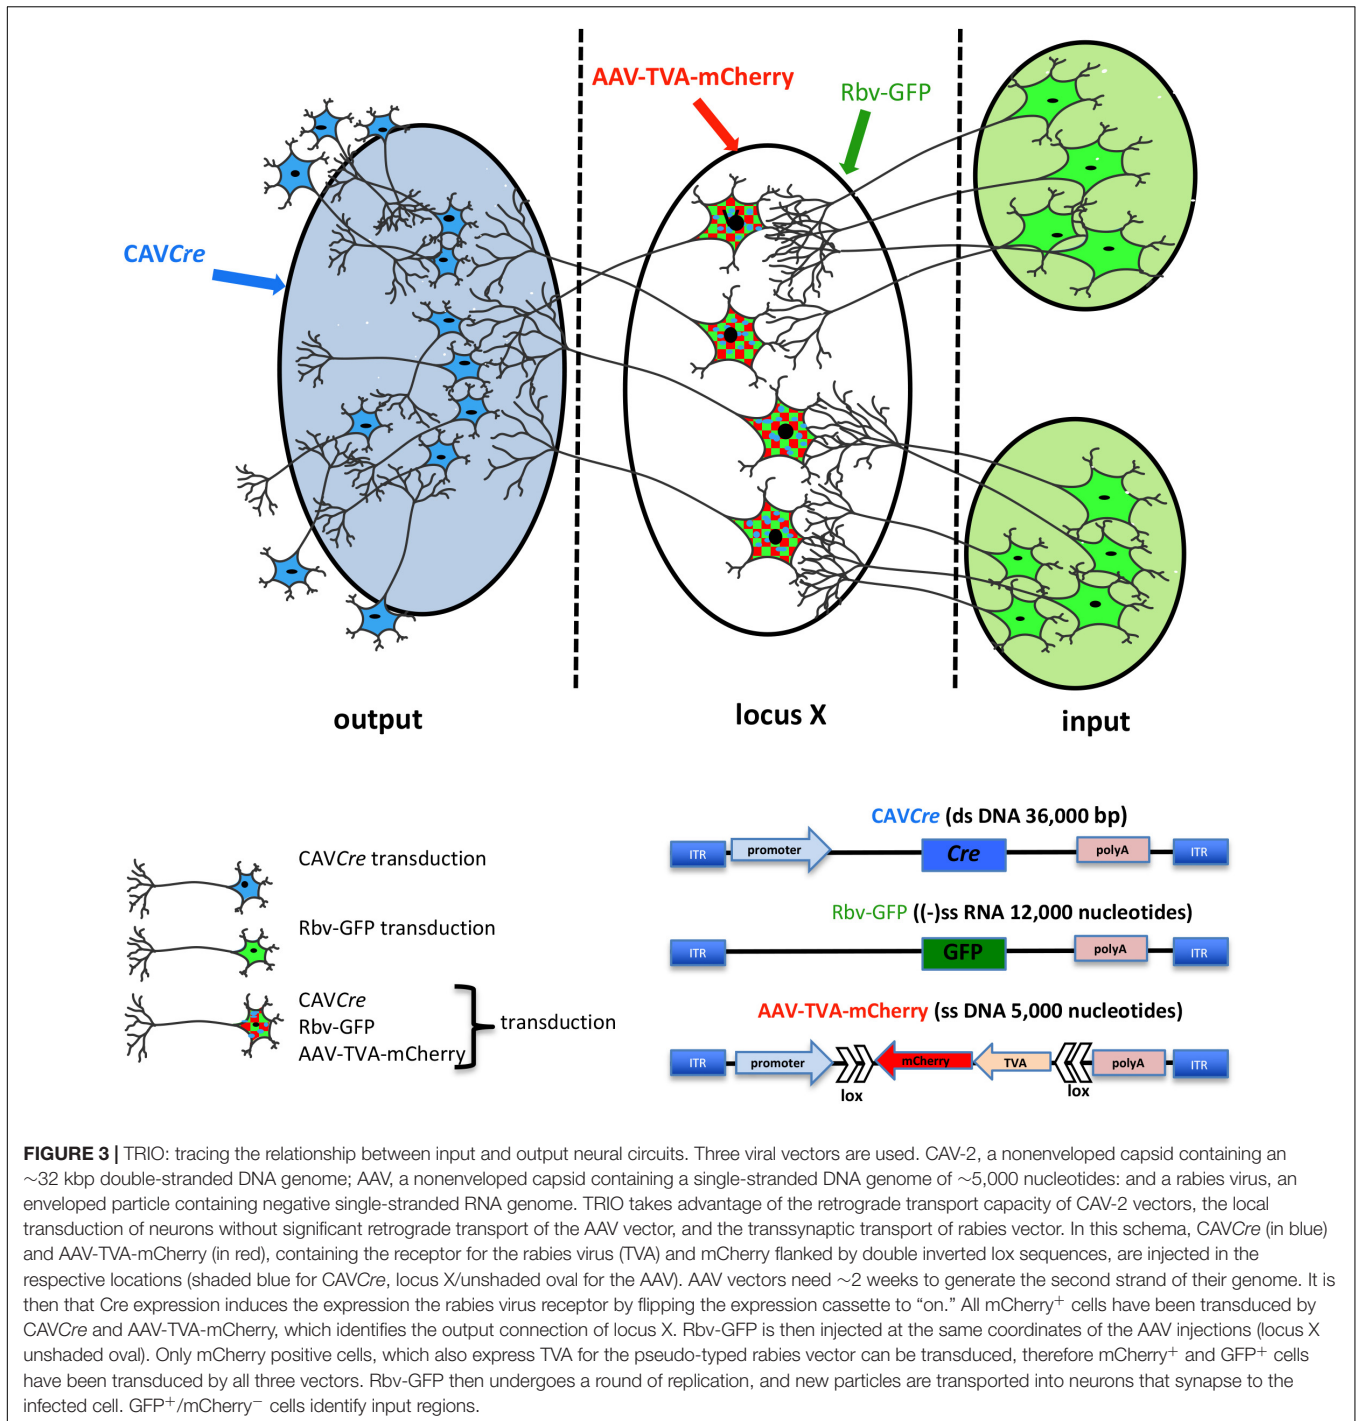 AAV-TVA-mCherry
Rbv-GFP
CAVCre
output
locus X
input
CAVCre transduction
Rbv-GFP transduction
CAVCre
Rbv-GFP
AAV-TVA-mCherry
transduction
CAVCre (ds DNA 36,000 bp)
ITR promoter Cre polyA ITR
Rbv-GFP ((-)ss RNA 12,000 nucleotides)
ITR GFP polyA ITR
AAV-TVA-mCherry (ss DNA 5,000 nucleotides)
ITR promoter mCherry TVA polyA ITR
lox lox
FIGURE 3 | TRIO: tracing the relationship between input and output neural circuits. Three viral vectors are used. CAV-2, a nonenveloped capsid containing an
∼32 kbp double-stranded DNA genome; AAV, a nonenveloped capsid containing a single-stranded DNA genome of ∼5,000 nucleotides: and a rabies virus, an
enveloped particle containing negative single-stranded RNA genome. TRIO takes advantage of the retrograde transport capacity of CAV-2 vectors, the local
transduction of neurons without significant retrograde transport of the AAV vector, and the transsynaptic transport of rabies vector. In this schema, CAVCre (in blue)
and AAV-TVA-mCherry (in red), containing the receptor for the rabies virus (TVA) and mCherry flanked by double inverted lox sequences, are injected in the
respective locations (shaded blue for CAVCre, locus X/unshaded oval for the AAV). AAV vectors need ∼2 weeks to generate the second strand of their genome. It is
then that Cre expression induces the expression the rabies virus receptor by flipping the expression cassette to “on.” All mCherry⁺ cells have been transduced by
CAVCre and AAV-TVA-mCherry, which identifies the output connection of locus X. Rbv-GFP is then injected at the same coordinates of the AAV injections (locus X
unshaded oval). Only mCherry positive cells, which also express TVA for the pseudo-typed rabies vector can be transduced, therefore mCherry⁺ and GFP⁺ cells
have been transduced by all three vectors. Rbv-GFP then undergoes a round of replication, and new particles are transported into neurons that synapse to the
infected cell. GFP⁺/mCherry⁻ cells identify input regions.